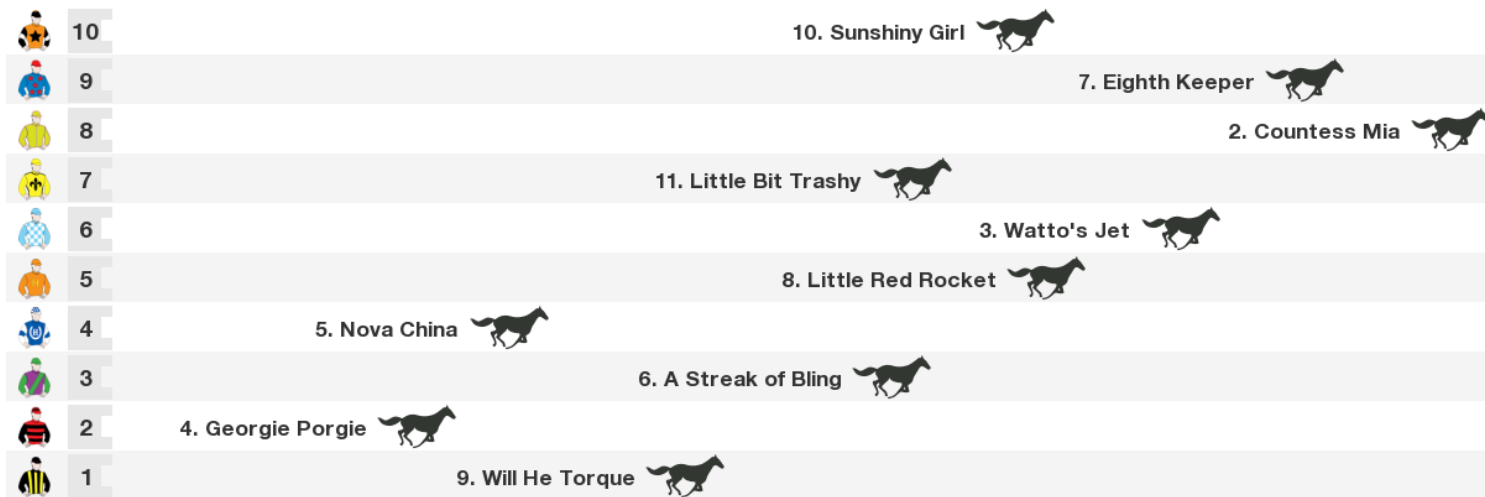 10 10. Sunshiny Girl
9 7. Eighth Keeper
8 2. Countess Mia
7 11. Little Bit Trashy
6 3. Watto's Jet
5 8. Little Red Rocket
4 5. Nova China
3 6. A Streak of Bling
2 4. Georgie Porgie
1 9. Will He Torque